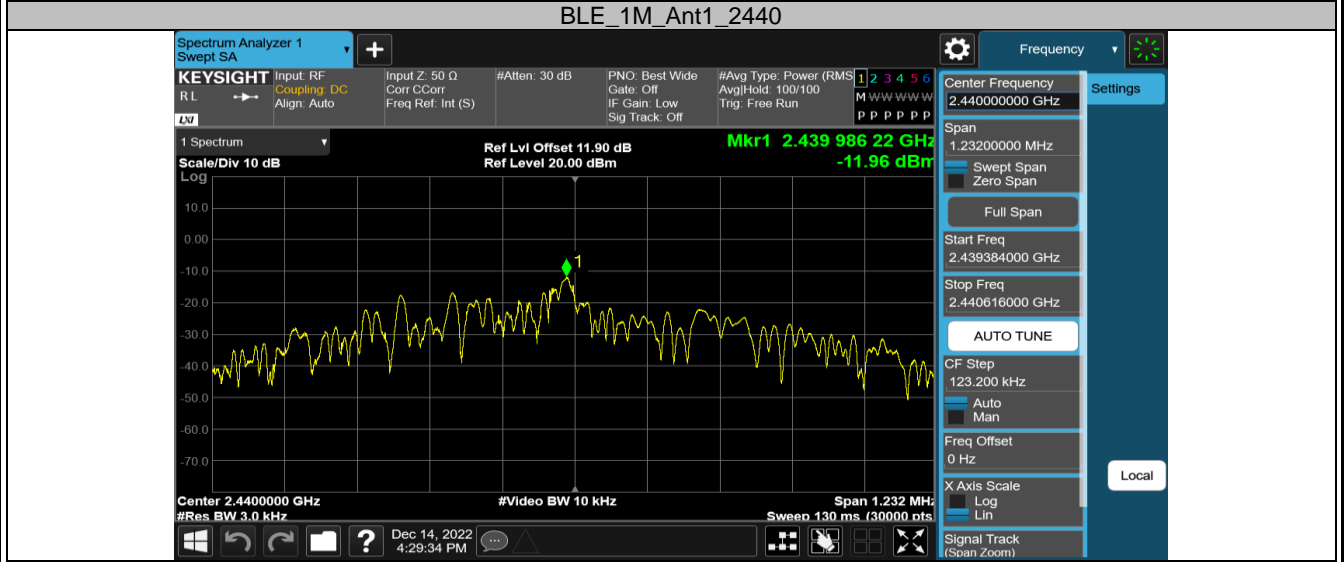 BLE_1M_Ant1_2440
Spectrum Analyzer 1
Swept SA
+
Frequency
KEYSIGHT
RL
LXI
Input: RF
Coupling: DC
Align: Auto
Input Z: 50 Ω
Corr CCorr
Freq Ref: Int (S)
#Atten: 30 dB
PNO: Best Wide
Gate: Off
IF Gain: Low
Sig Track: Off
#Avg Type: Power (RMS
Avg|Hold: 100/100
Trig: Free Run
1 2 3 4 5 6
M W W W W W
P P P P P P
1 Spectrum
Scale/Div 10 dB
Log
Ref Lvl Offset 11.90 dB
Ref Level 20.00 dBm
Mkr1 2.439 986 22 GHz
-11.96 dBm
10.0
0.00
-10.0
-20.0
-30.0
-40.0
-50.0
-60.0
-70.0
1
Center 2.4400000 GHz
#Res BW 3.0 kHz
#Video BW 10 kHz
Span 1.232 MHz
Sweep 130 ms (30000 pts
Center Frequency
2.440000000 GHz
Span
1.23200000 MHz
Swept Span
Zero Span
Full Span
Start Freq
2.439384000 GHz
Stop Freq
2.440616000 GHz
AUTO TUNE
CF Step
123.200 kHz
Auto
Man
Freq Offset
0 Hz
X Axis Scale
Log
Lin
Signal Track
(Span Zoom)
Settings
Local
?
Dec 14, 2022
4:29:34 PM